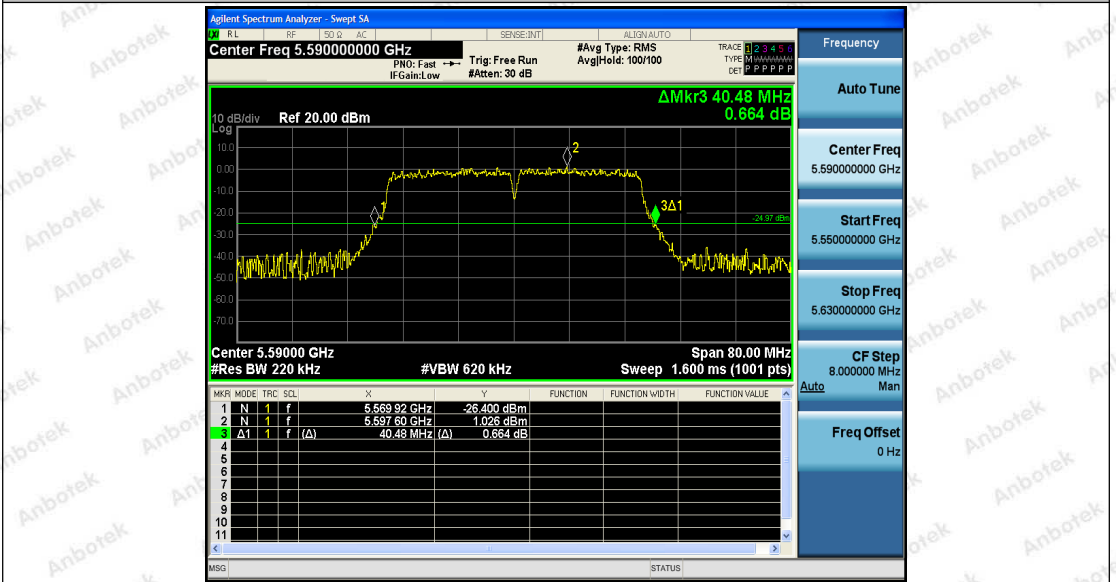 Agilent Spectrum Analyzer - Swept SA
RL RF 50 Ω AC SENSE:INT ALIGN AUTO
Center Freq 5.590000000 GHz
PNO: Fast
IFGain:Low
Trig: Free Run
#Atten: 30 dB
#Avg Type: RMS
Avg|Hold: 100/100
TRACE 1 2 3 4 5 6
TYPE M
DET P P P P P P
ΔMkr3 40.48 MHz
0.664 dB
10 dB/div Ref 20.00 dBm
Log
10.0
0.00
-10.0
-20.0
-30.0
-40.0
-50.0
-60.0
-70.0
1
2
3Δ1
-24.97 dBm
Center 5.59000 GHz Span 80.00 MHz
#Res BW 220 kHz #VBW 620 kHz Sweep 1.600 ms (1001 pts)
MKR MODE TRC SCL X Y FUNCTION FUNCTION WIDTH FUNCTION VALUE
1 N 1 f 5.569 92 GHz -26.400 dBm
2 N 1 f 5.597 60 GHz 1.026 dBm
3 Δ1 1 f (Δ) 40.48 MHz (Δ) 0.664 dB
4
5
6
7
8
9
10
11
MSG STATUS
Frequency
Auto Tune
Center Freq
5.590000000 GHz
Start Freq
5.550000000 GHz
Stop Freq
5.630000000 GHz
CF Step
8.000000 MHz
Auto Man
Freq Offset
0 Hz
Anbotek